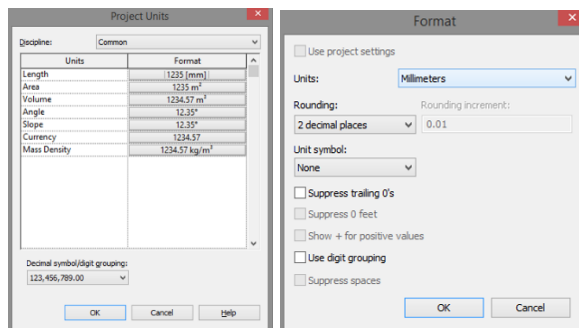 Project Units
Discipline: Common
Units Format
Length 1235 [mm]
Area 1235 m²
Volume 1234.57 m³
Angle 12.35°
Slope 12.35°
Currency 1234.57
Mass Density 1234.57 kg/m³
Decimal symbol/digit grouping:
123,456,789.00
OK Cancel Help
Format
Use project settings
Units: Millimeters
Rounding: Rounding increment:
2 decimal places 0.01
Unit symbol:
None
Suppress trailing 0's
Suppress 0 feet
Show + for positive values
Use digit grouping
Suppress spaces
OK Cancel